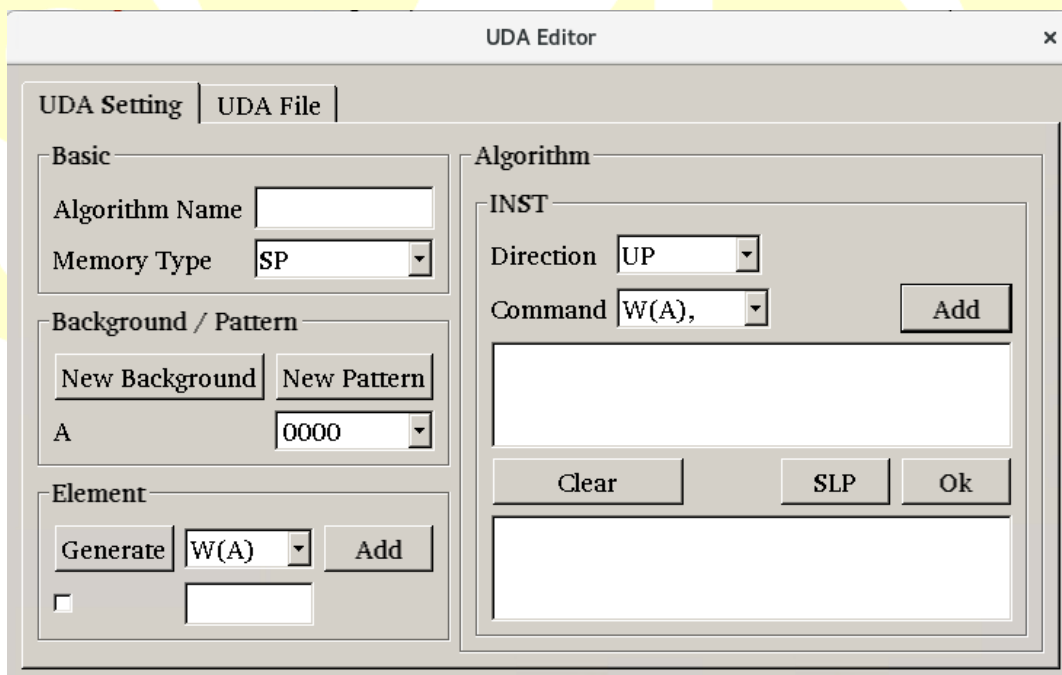 UDA Editor
×
UDA Setting
UDA File
Basic
Algorithm Name
Memory Type
SP
Background / Pattern
New Background
New Pattern
A
0000
Element
Generate
W(A)
Add
Algorithm
INST
Direction
UP
Command
W(A),
Add
Clear
SLP
Ok